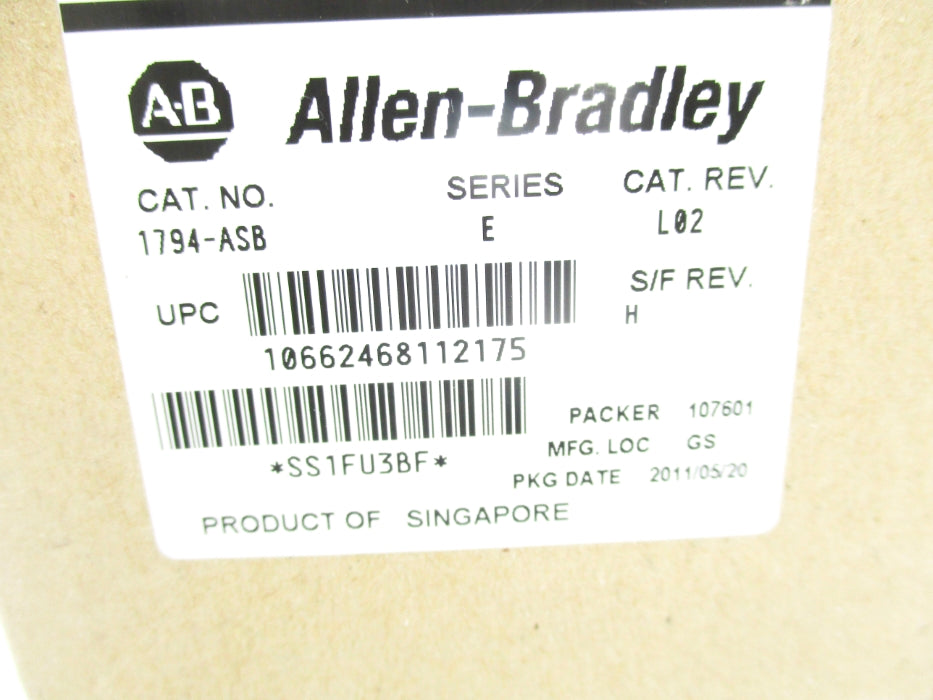 A-B Allen-Bradley
CAT. NO. SERIES CAT. REV.
1794-ASB E L02
UPC S/F REV.
H
10662468112175
PACKER 107601
MFG. LOC GS
*SS1FU3BF*
PKG DATE 2011/05/20
PRODUCT OF SINGAPORE